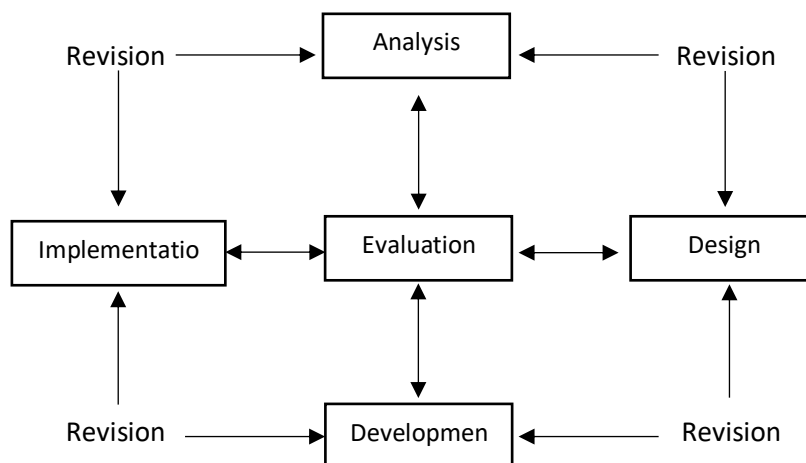 Revision
Analysis
Revision
Implementatio
Evaluation
Design
Revision
Developmen
Revision